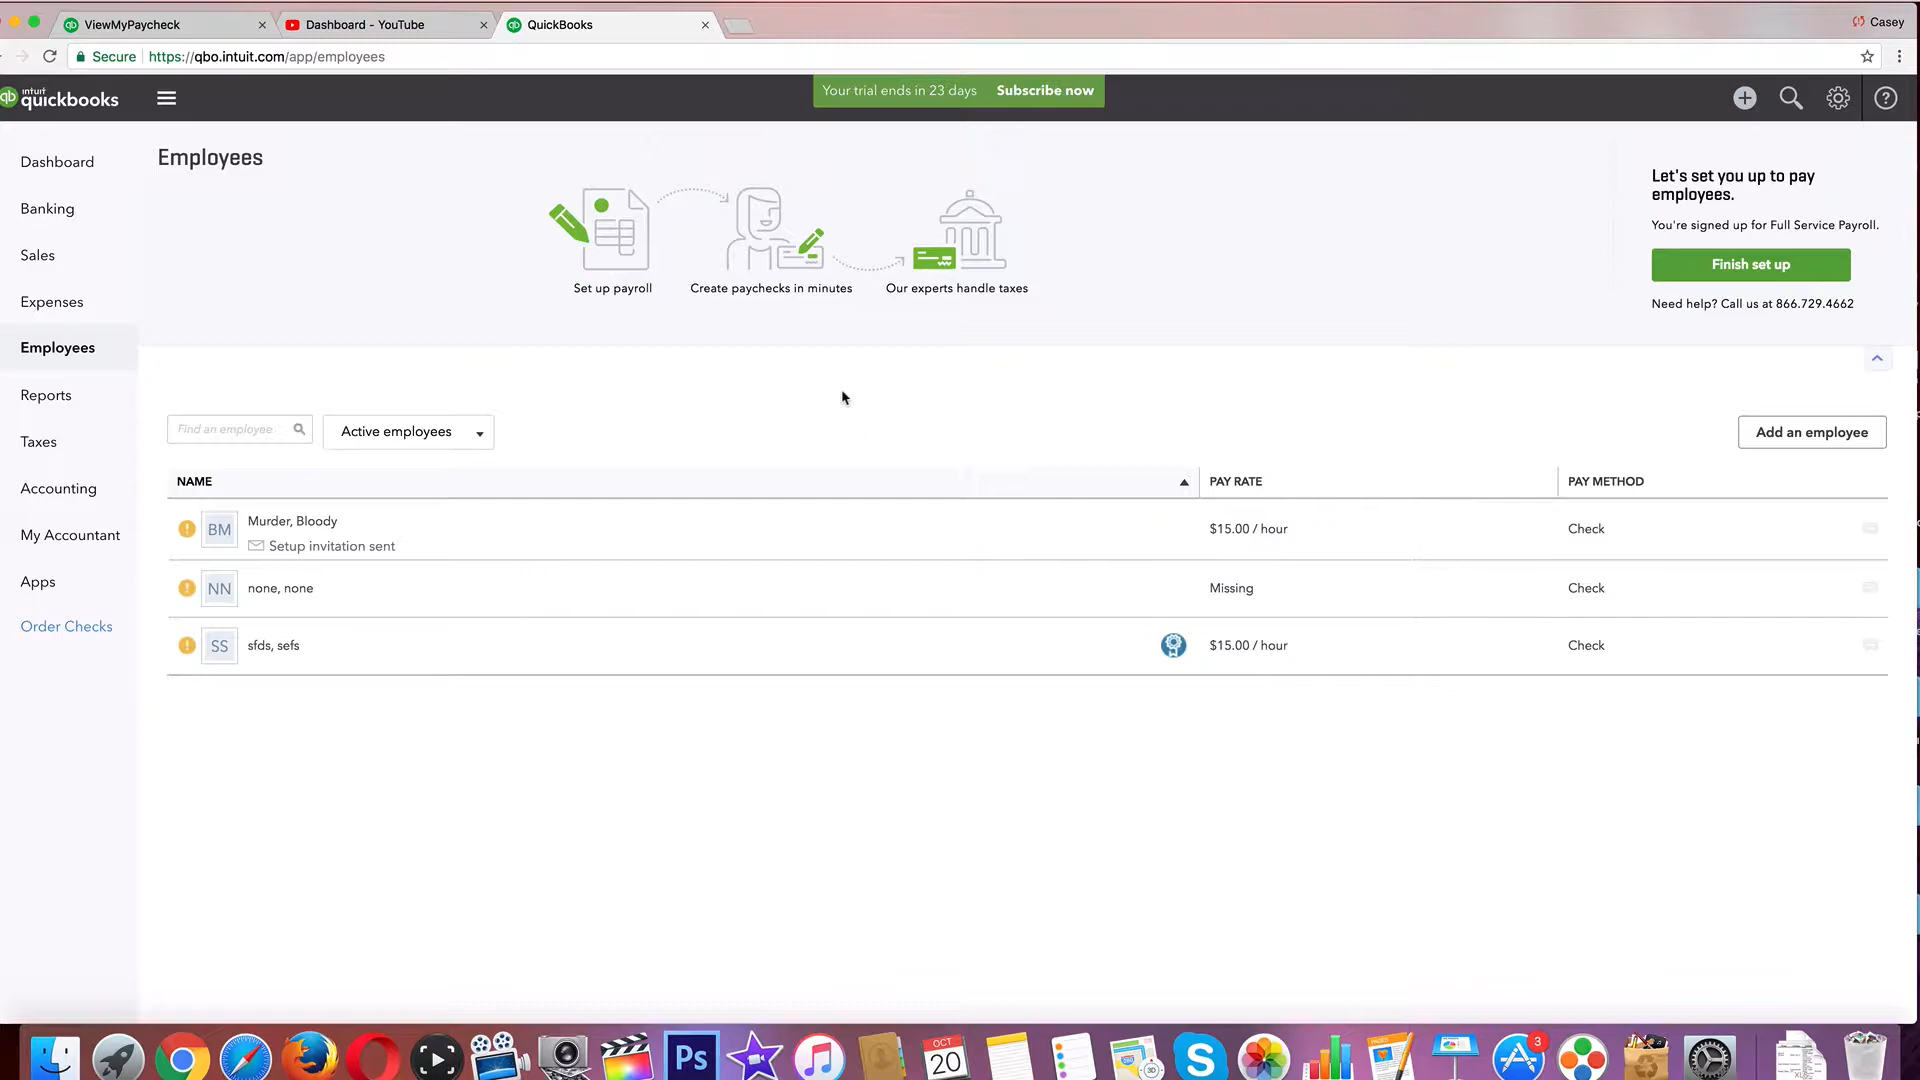 ViewMyPaycheck
Dashboard - YouTube
QuickBooks
Casey
Secure https://qbo.intuit.com/app/employees
intuit
quickbooks
Your trial ends in 23 days Subscribe now
Dashboard
Banking
Sales
Expenses
Employees
Reports
Taxes
Accounting
My Accountant
Apps
Order Checks
Employees
Set up payroll
Create paychecks in minutes
Our experts handle taxes
Let's set you up to pay
employees.
You're signed up for Full Service Payroll.
Finish set up
Need help? Call us at 866.729.4662
Find an employee
Active employees
Add an employee
NAME PAY RATE PAY METHOD
BM Murder, Bloody $15.00 / hour Check
Setup invitation sent
NN none, none Missing Check
SS sfds, sefs $15.00 / hour Check
Ps
OCT
20
3